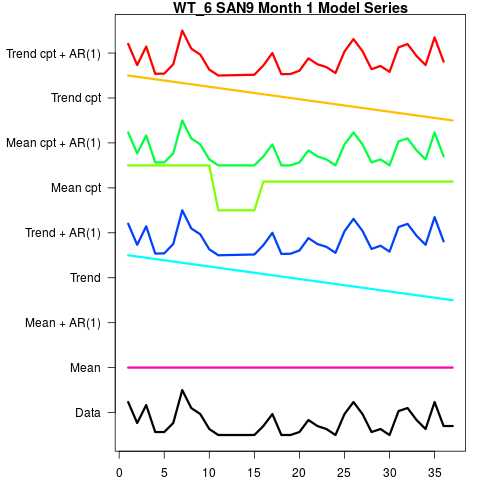 WT_6 SAN9 Month 1 Model Series
Trend cpt + AR(1)
Trend cpt
Mean cpt + AR(1)
Mean cpt
Trend + AR(1)
Trend
Mean + AR(1)
Mean
Data
0 5 10 15 20 25 30 35